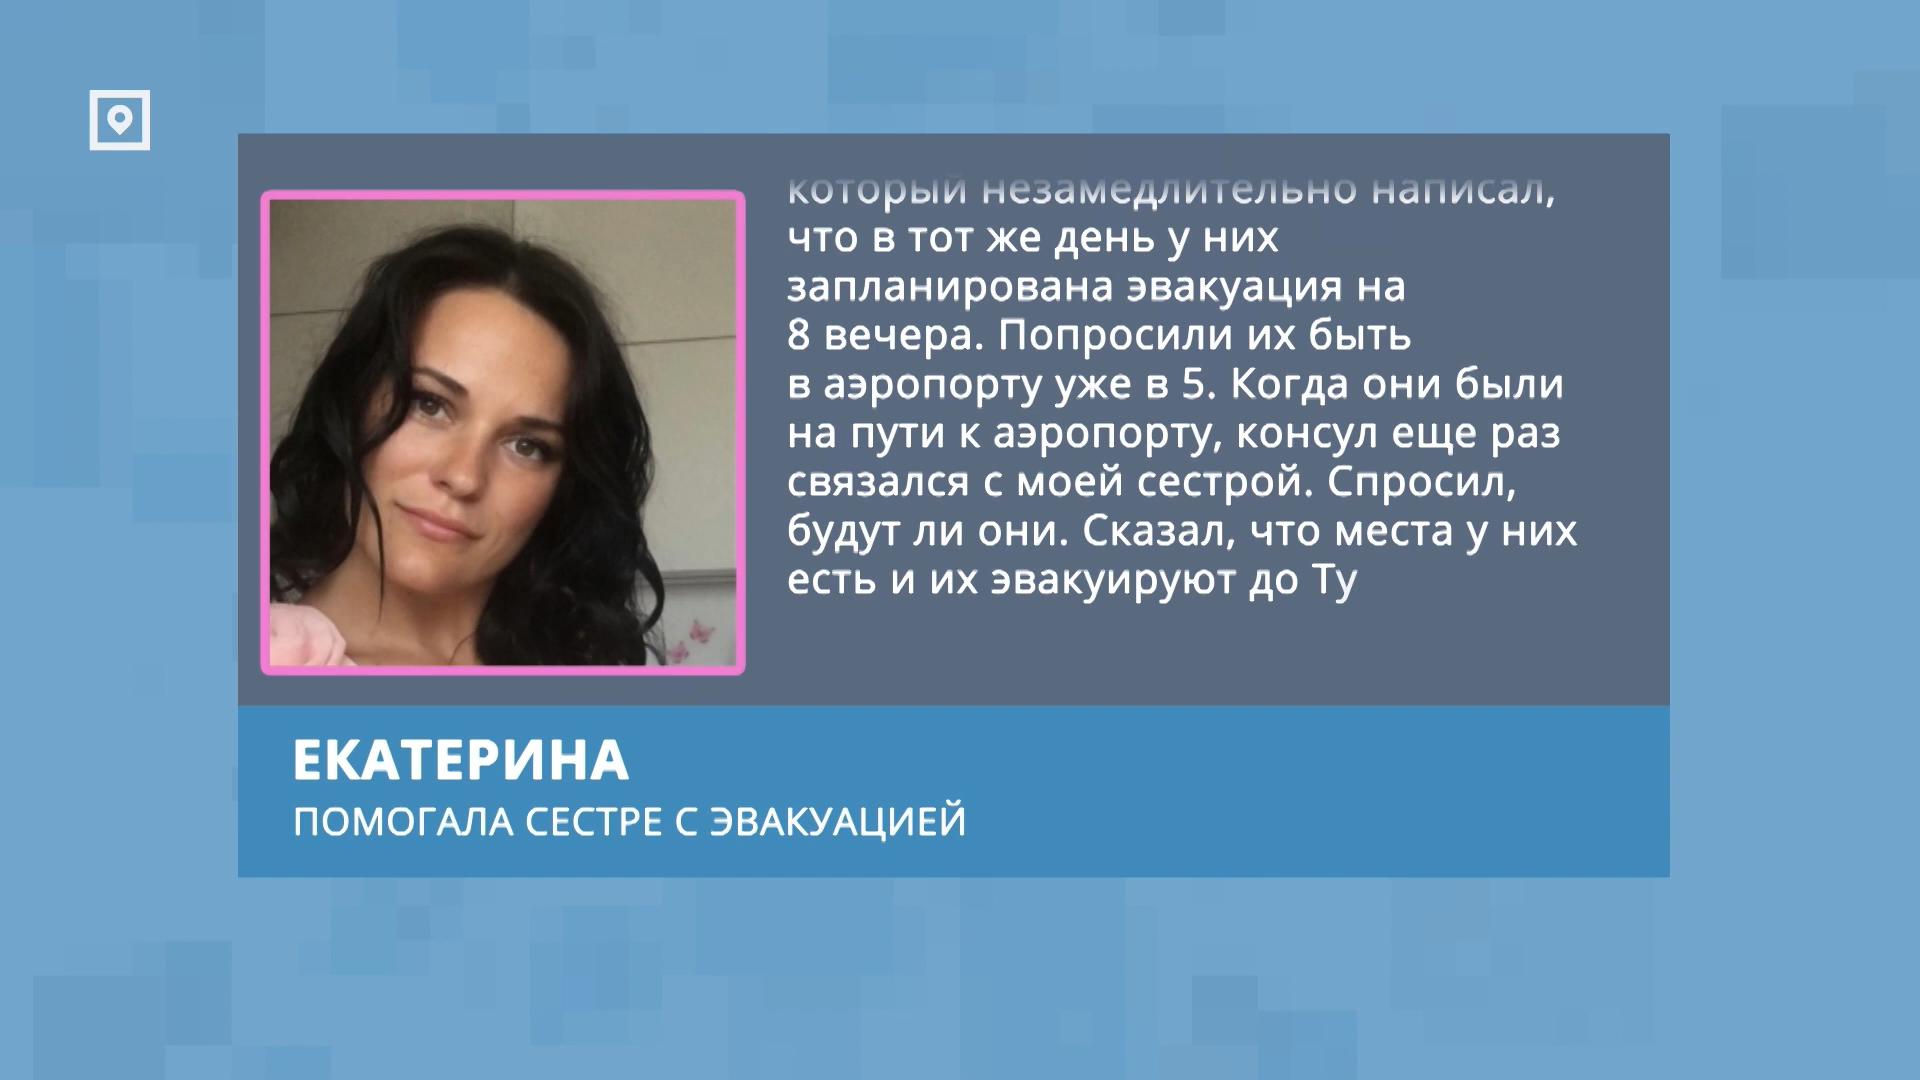 который незамедлительно написал,
что в тот же день у них
запланирована эвакуация на
8 вечера. Попросили их быть
в аэропорту уже в 5. Когда они были
на пути к аэропорту, консул еще раз
связался с моей сестрой. Спросил,
будут ли они. Сказал, что места у них
есть и их эвакуируют до Ту
ЕКАТЕРИНА
ПОМОГАЛА СЕСТРЕ С ЭВАКУАЦИЕЙ